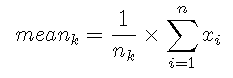 mean_k = \frac{1}{n_k} \times \sum_{i=1}^{n} x_i